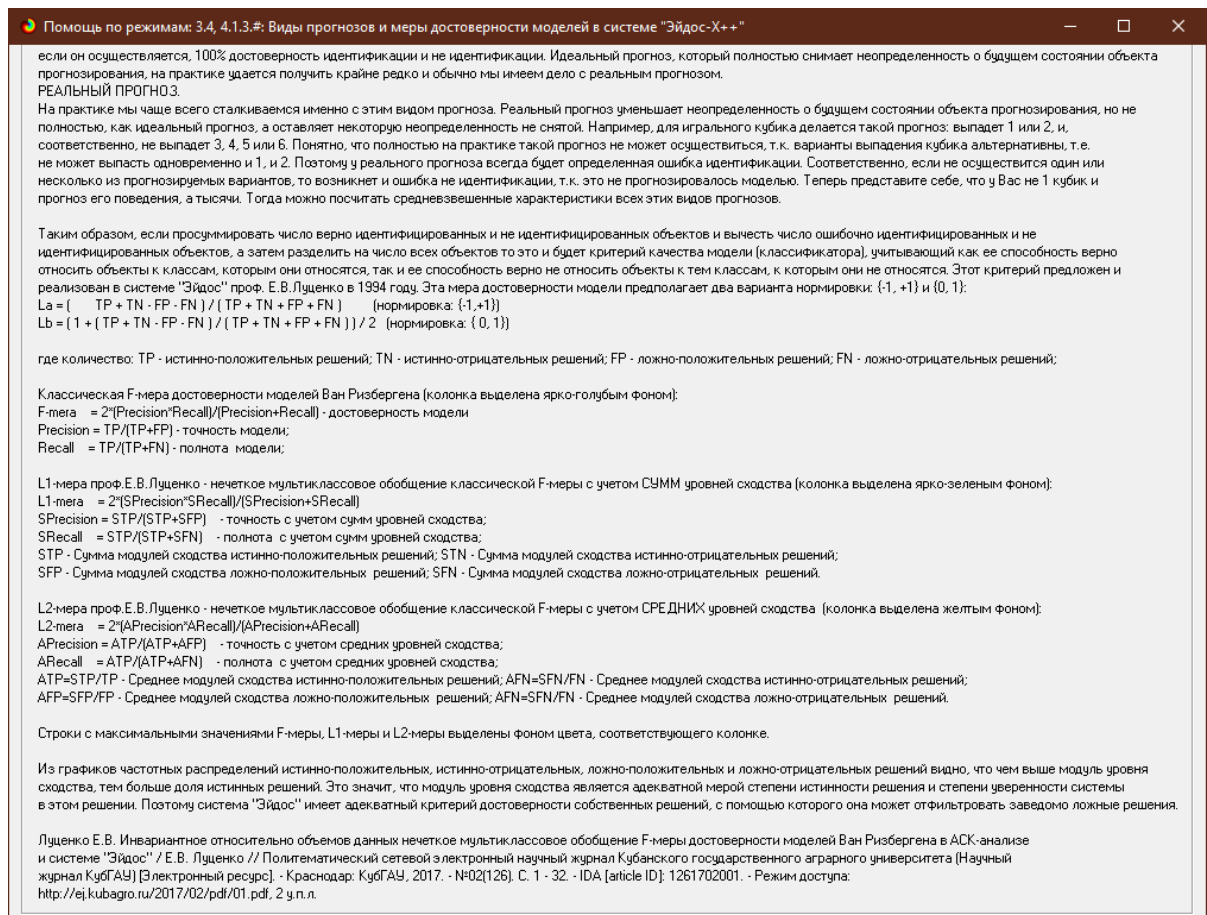 Помощь по режимам: 3.4, 4.1.3.#: Виды прогнозов и меры достоверности моделей в системе "Эйдос-Х++"
если он осуществляется, 100% достоверность идентификации и не идентификации. Идеальный прогноз, который полностью снимает неопределенность о будущем состоянии объекта
прогнозирования, на практике удается получить крайне редко и обычно мы имеем дело с реальным прогнозом.
РЕАЛЬНЫЙ ПРОГНОЗ.
На практике мы чаще всего сталкиваемся именно с этим видом прогноза. Реальный прогноз уменьшает неопределенность о будущем состоянии объекта прогнозирования, но не
полностью, как идеальный прогноз, а оставляет некоторую неопределенность не снятой. Например, для игрального кубика делается такой прогноз: выпадет 1 или 2, и,
соответственно, не выпадет 3, 4, 5 или 6. Понятно, что полностью на практике такой прогноз не может осуществиться, т.к. варианты выпадения кубика альтернативны, т.е.
не может выпасть одновременно и 1, и 2. Поэтому у реального прогноза всегда будет определенная ошибка идентификации. Соответственно, если не осуществится один или
несколько из прогнозируемых вариантов, то возникнет и ошибка не идентификации, т.к. это не прогнозировалось моделью. Теперь представите себе, что у Вас не 1 кубик и
прогноз его поведения, а тысячи. Тогда можно посчитать средневзвешенные характеристики всех этих видов прогнозов.
Таким образом, если просуммировать число верно идентифицированных и не идентифицированных объектов и вычесть число ошибочно идентифицированных и не
идентифицированных объектов, а затем разделить на число всех объектов то это и будет критерий качества модели (классификатора), учитывающий как ее способность верно
относить объекты к классам, которым они относятся, так и ее способность верно не относить объекты к тем классам, к которым они не относятся. Этот критерий предложен и
реализован в системе "Эйдос" проф. Е.В.Луценко в 1994 году. Эта мера достоверности модели предполагает два варианта нормировки: {-1, +1} и {0, 1}:
La = ( TP + TN - FP - FN ) / ( TP + TN + FP + FN ) (нормировка: {-1,+1})
Lb = ( 1 + ( TP + TN - FP - FN ) / ( TP + TN + FP + FN ) ) / 2 (нормировка: { 0, 1})
где количество: TP - истинно-положительных решений; TN - истинно-отрицательных решений; FP - ложно-положительных решений; FN - ложно-отрицательных решений;
Классическая F-мера достоверности моделей Ван Ризбергена (колонка выделена ярко-голубым фоном):
F-mera = 2*(Precision*Recall)/(Precision+Recall) - достоверность модели
Precision = TP/(TP+FP) - точность модели;
Recall = TP/(TP+FN) - полнота модели;
L1-мера проф.Е.В.Луценко - нечеткое мультиклассовое обобщение классической F-меры с учетом СУММ уровней сходства (колонка выделена ярко-зеленым фоном):
L1-mera = 2*(SPrecision*SRecall)/(SPrecision+SRecall)
SPrecision = STP/(STP+SFP) - точность с учетом сумм уровней сходства;
SRecall = STP/(STP+SFN) - полнота с учетом сумм уровней сходства;
STP - Сумма модулей сходства истинно-положительных решений; STN - Сумма модулей сходства истинно-отрицательных решений;
SFP - Сумма модулей сходства ложно-положительных решений; SFN - Сумма модулей сходства ложно-отрицательных решений.
L2-мера проф.Е.В.Луценко - нечеткое мультиклассовое обобщение классической F-меры с учетом СРЕДНИХ уровней сходства (колонка выделена желтым фоном):
L2-mera = 2*(APrecision*ARecall)/(APrecision+ARecall)
APrecision = ATP/(ATP+AFP) - точность с учетом средних уровней сходства;
ARecall = ATP/(ATP+AFN) - полнота с учетом средних уровней сходства;
ATP=STP/TP - Среднее модулей сходства истинно-положительных решений; AFN=SFN/FN - Среднее модулей сходства истинно-отрицательных решений;
AFP=SFP/FP - Среднее модулей сходства ложно-положительных решений; AFN=SFN/FN - Среднее модулей сходства ложно-отрицательных решений.
Строки с максимальными значениями F-меры, L1-меры и L2-меры выделены фоном цвета, соответствующего колонке.
Из графиков частотных распределений истинно-положительных, истинно-отрицательных, ложно-положительных и ложно-отрицательных решений видно, что чем выше модуль уровня
сходства, тем больше доля истинных решений. Это значит, что модуль уровня сходства является адекватной мерой степени истинности решения и степени уверенности системы
в этом решении. Поэтому система "Эйдос" имеет адекватный критерий достоверности собственных решений, с помощью которого она может отфильтровать заведомо ложные решения.
Луценко Е.В. Инвариантное относительно объемов данных нечеткое мультиклассовое обобщение F-меры достоверности моделей Ван Ризбергена в АСК-анализе
и системе "Эйдос" / Е.В. Луценко // Политематический сетевой электронный научный журнал Кубанского государственного аграрного университета (Научный
журнал КубГАУ) [Электронный ресурс]. - Краснодар: КубГАУ, 2017. - №02(126). С. 1 - 32. - IDA [article ID]: 1261702001. - Режим доступа:
http://ej.kubagro.ru/2017/02/pdf/01.pdf, 2 у.п.л.